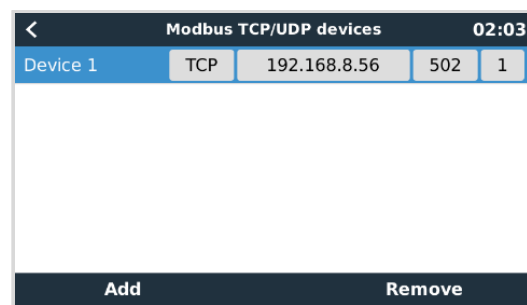 Modbus TCP/UDP devices 02:03
Device 1 TCP 192.168.8.56 502 1
Add Remove